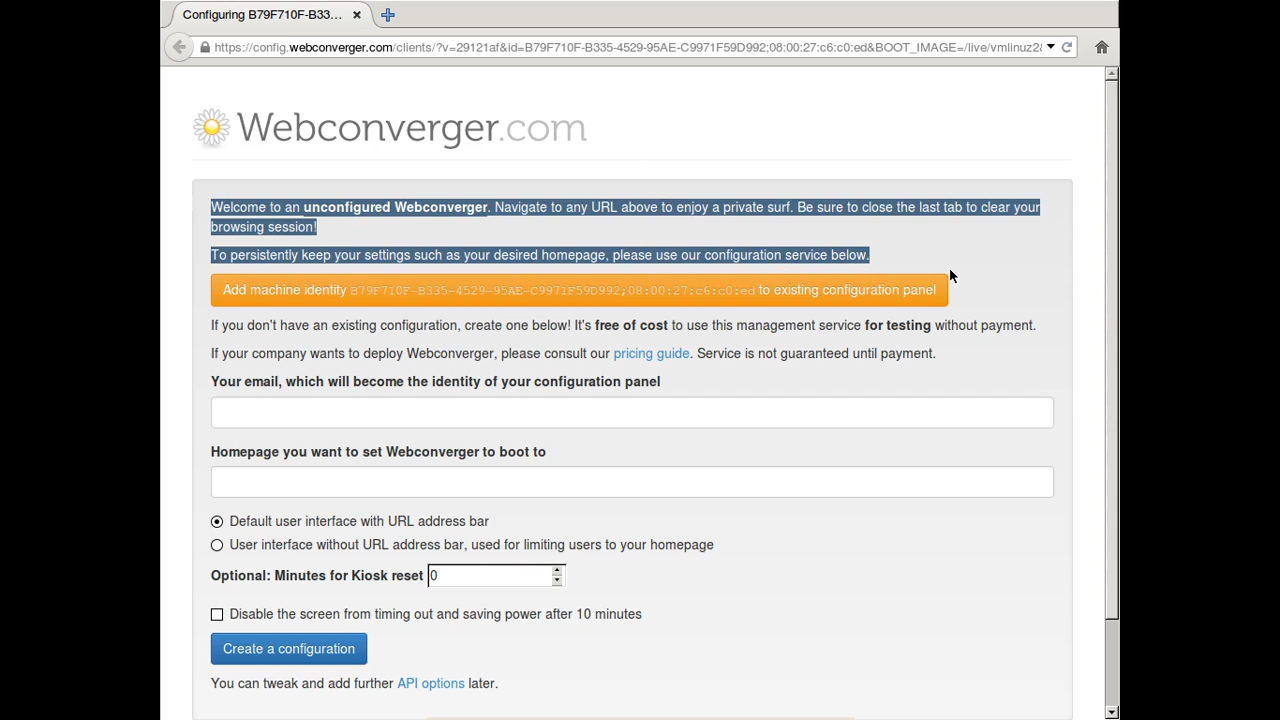 Configuring B79F710F-B33...
https://config.webconverger.com/clients/?v=29121af&id=B79F710F-B335-4529-95AE-C9971F59D992;08:00:27:c6:c0:ed&BOOT_IMAGE=/live/vmlinuz2
Webconverger.com
Welcome to an unconfigured Webconverger. Navigate to any URL above to enjoy a private surf. Be sure to close the last tab to clear your
browsing session!
To persistently keep your settings such as your desired homepage, please use our configuration service below.
Add machine identity B79F710F-B335-4529-95AE-C9971F59D992;08:00:27:c6:c0:ed to existing configuration panel
If you don't have an existing configuration, create one below! It's free of cost to use this management service for testing without payment.
If your company wants to deploy Webconverger, please consult our pricing guide. Service is not guaranteed until payment.
Your email, which will become the identity of your configuration panel
Homepage you want to set Webconverger to boot to
Default user interface with URL address bar
User interface without URL address bar, used for limiting users to your homepage
Optional: Minutes for Kiosk reset 0
Disable the screen from timing out and saving power after 10 minutes
Create a configuration
You can tweak and add further API options later.